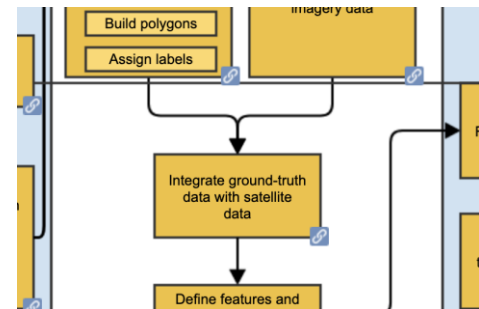 imagery data
Build polygons
Assign labels
Integrate ground-truth
data with satellite
data
Define features and